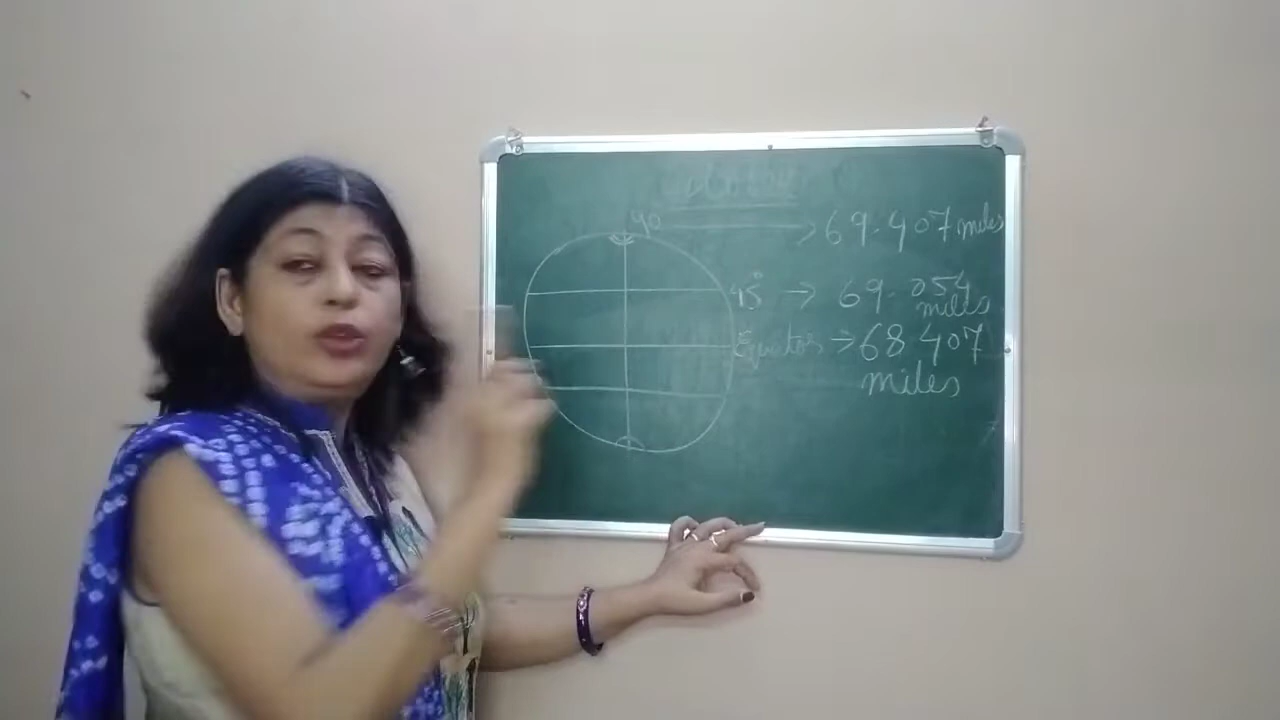 90 → 69.407 miles
45° → 69.054 miles
Equator → 68 407 miles